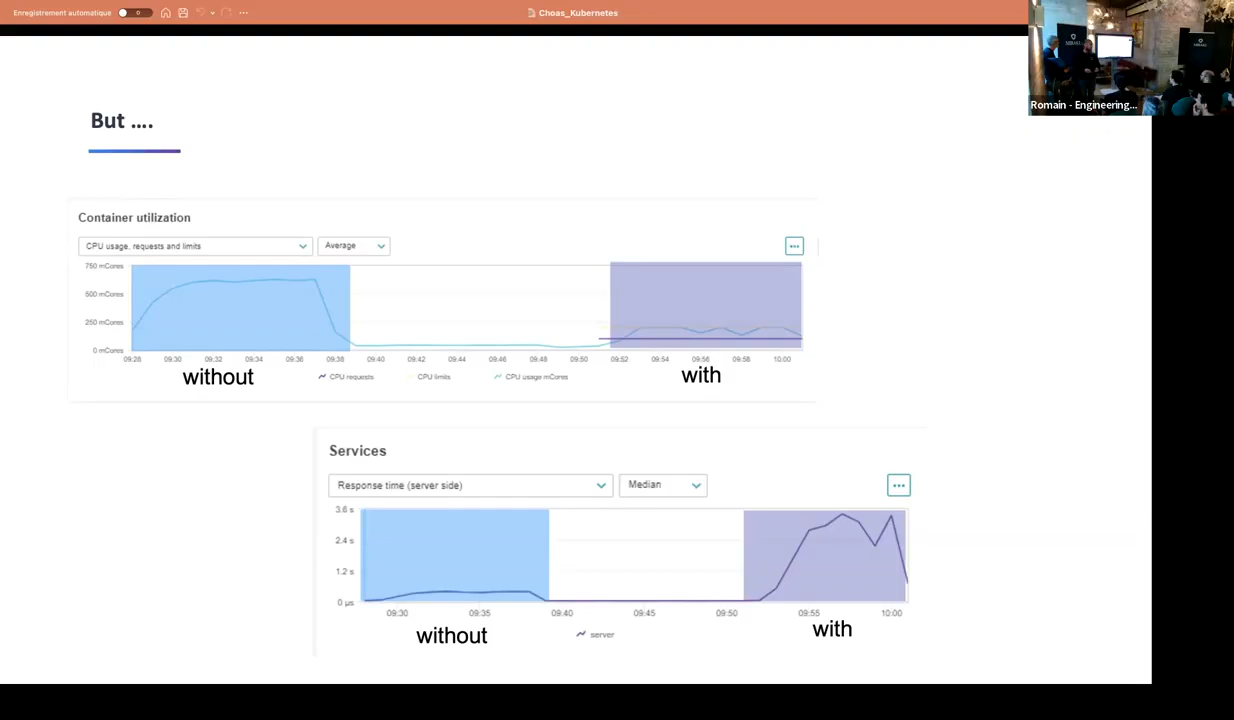 Enregistrement automatique 0
Choas_Kubernetes
Romain - Engineering...
But ....
Container utilization
CPU usage, requests and limits Average
750 mCores
500 mCores
250 mCores
0 mCores
09:28 09:30 09:32 09:34 09:36 09:38 09:40 09:42 09:44 09:46 09:48 09:50 09:52 09:54 09:56 09:58 10:00
without with
CPU requests CPU limits CPU usage mCores
Services
Response time (server side) Median
3.6 s
2.4 s
1.2 s
0 µs
09:30 09:35 09:40 09:45 09:50 09:55 10:00
without with
server